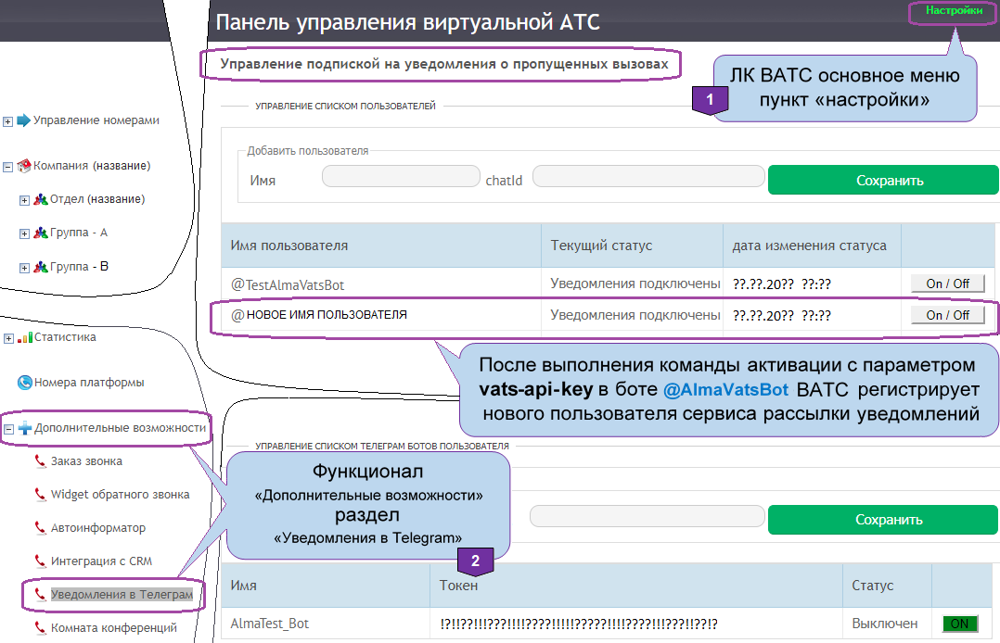 Панель управления виртуальной АТС
Настройки
Управление подпиской на уведомления о пропущенных вызовах
1
ЛК ВАТС основное меню
пункт «настройки»
УПРАВЛЕНИЕ СПИСКОМ ПОЛЬЗОВАТЕЛЕЙ
Добавить пользователя
Имя
chatId
Сохранить
Имя пользователя
Текущий статус
дата изменения статуса
@TestAlmaVatsBot
Уведомления подключены
??.??.20?? ??:??
On / Off
@НОВОЕ ИМЯ ПОЛЬЗОВАТЕЛЯ
Уведомления подключены
??.??.20?? ??:??
On / Off
После выполнения команды активации с параметром
vats-api-key в боте @AlmaVatsBot ВАТС регистрирует
нового пользователя сервиса рассылки уведомлений
Управление номерами
Компания (название)
Отдел (название)
Группа - А
Группа - В
Статистика
Номера платформы
Дополнительные возможности
Заказ звонка
Widget обратного звонка
Автоинформатор
Интеграция с CRM
Уведомления в Телеграм
Комната конференций
Функционал
«Дополнительные возможности»
раздел
«Уведомления в Telegram»
2
УПРАВЛЕНИЕ СПИСКОМ ТЕЛЕГРАМ БОТОВ ПОЛЬЗОВАТЕЛЯ
Сохранить
Имя
Токен
Статус
AlmaTest_Bot
!?!!??!!!???!!!!????!!!!!?????!!!!????!!!???!!??!?
Выключен
ON